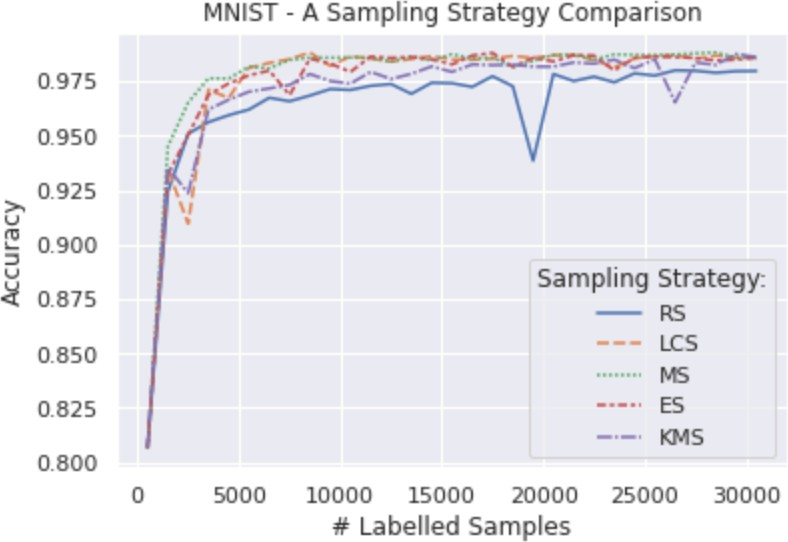 MNIST - A Sampling Strategy Comparison
Accuracy
0.975
0.950
0.925
0.900
0.875
0.850
0.825
0.800
Sampling Strategy:
RS
LCS
MS
ES
KMS
0 5000 10000 15000 20000 25000 30000
# Labelled Samples